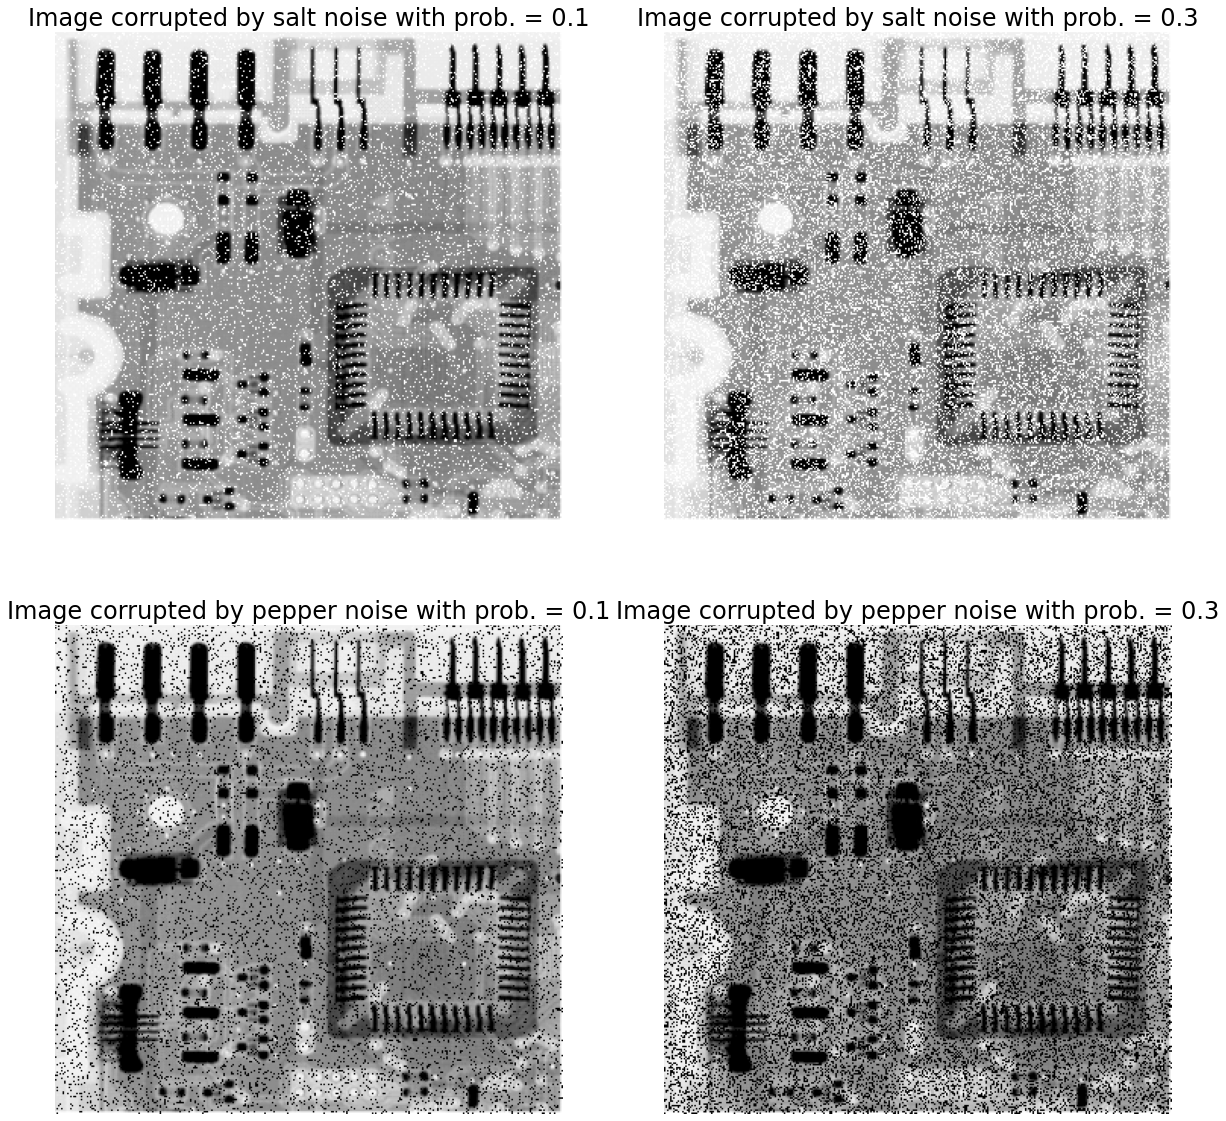 Image corrupted by salt noise with prob. = 0.1
Image corrupted by salt noise with prob. = 0.3
Image corrupted by pepper noise with prob. = 0.1
Image corrupted by pepper noise with prob. = 0.3